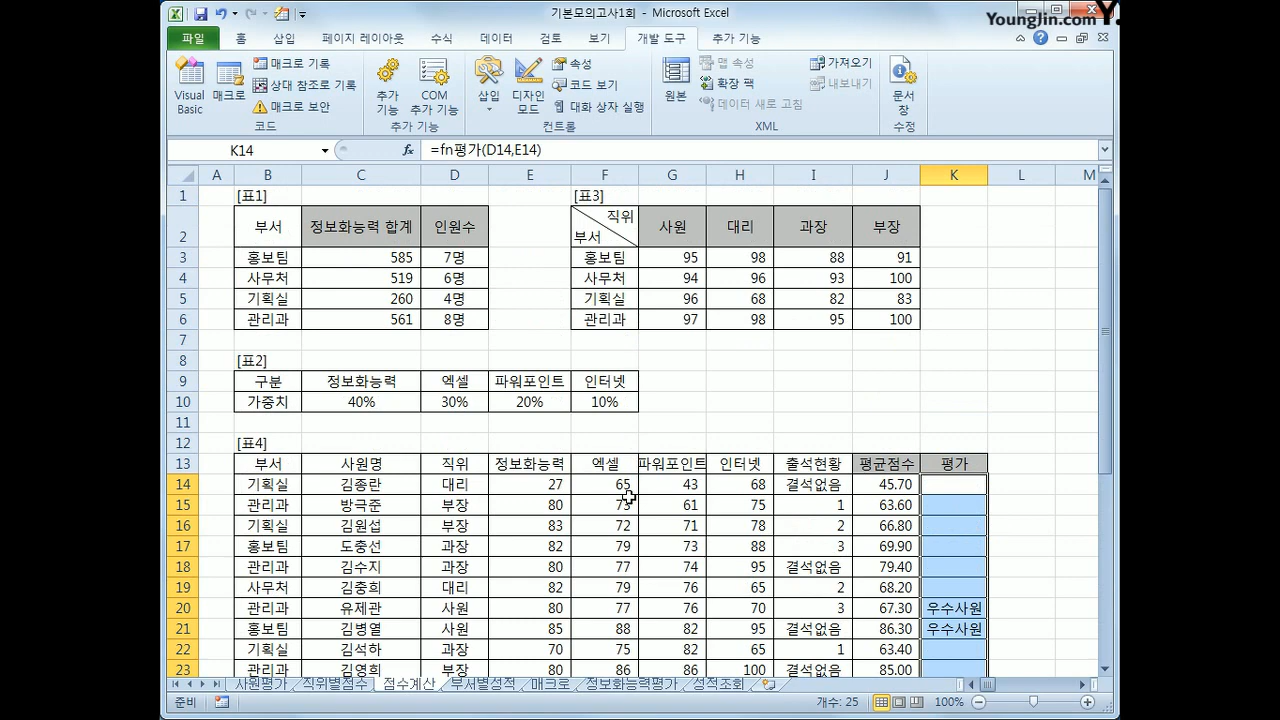 기본모의고사1회 - Microsoft Excel
YoungJin.com Y.
파일 홈 삽입 페이지 레이아웃 수식 데이터 검토 보기 개발 도구 추가 기능
Visual Basic 매크로 매크로 기록 상대 참조로 기록 매크로 보안 추가 기능 COM 추가 기능 삽입 디자인 모드 속성 코드 보기 대화 상자 실행 원본 맵 속성 확장 팩 데이터 새로 고침 가져오기 내보내기 문서 창
코드 추가 기능 컨트롤 XML 수정
K14 fx =fn평가(D14,E14)
A B C D E F G H I J K L M
1 [표1] [표3]
2 부서 정보화능력 합계 인원수 직위 부서 사원 대리 과장 부장
3 홍보팀 585 7명 홍보팀 95 98 88 91
4 사무처 519 6명 사무처 94 96 93 100
5 기획실 260 4명 기획실 96 68 82 83
6 관리과 561 8명 관리과 97 98 95 100
7
8 [표2]
9 구분 정보화능력 엑셀 파워포인트 인터넷
10 가중치 40% 30% 20% 10%
11
12 [표4]
13 부서 사원명 직위 정보화능력 엑셀 파워포인트 인터넷 출석현황 평균점수 평가
14 기획실 김종란 대리 27 65 43 68 결석없음 45.70
15 관리과 방극준 부장 80 73 61 75 1 63.60
16 기획실 김원섭 부장 83 72 71 78 2 66.80
17 홍보팀 도충선 과장 82 79 73 88 3 69.90
18 관리과 김수지 과장 80 77 74 95 결석없음 79.40
19 사무처 김충희 대리 82 79 76 65 2 68.20
20 관리과 유제관 사원 80 77 76 70 3 67.30 우수사원
21 홍보팀 김병열 사원 85 88 82 95 결석없음 86.30 우수사원
22 기획실 김석하 과장 70 75 82 65 1 63.40
23 관리과 김영희 부장 80 86 86 100 결석없음 85.00
사원평가 직위별점수 점수계산 부서별성적 매크로 정보화능력평가 성적조회
준비 개수: 25 100%